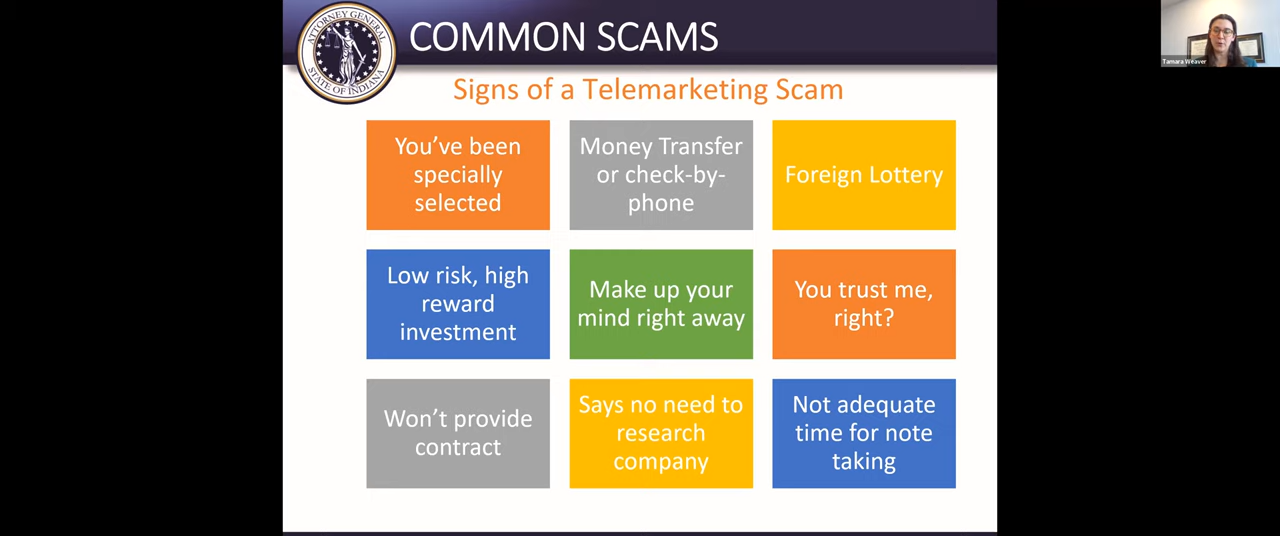 ATTORNEY GENERAL
STATE OF INDIANA
COMMON SCAMS
Tamara Weaver
Signs of a Telemarketing Scam
You've been
specially
selected
Money Transfer
or check-by-
phone
Foreign Lottery
Low risk, high
reward
investment
Make up your
mind right away
You trust me,
right?
Won't provide
contract
Says no need to
research
company
Not adequate
time for note
taking